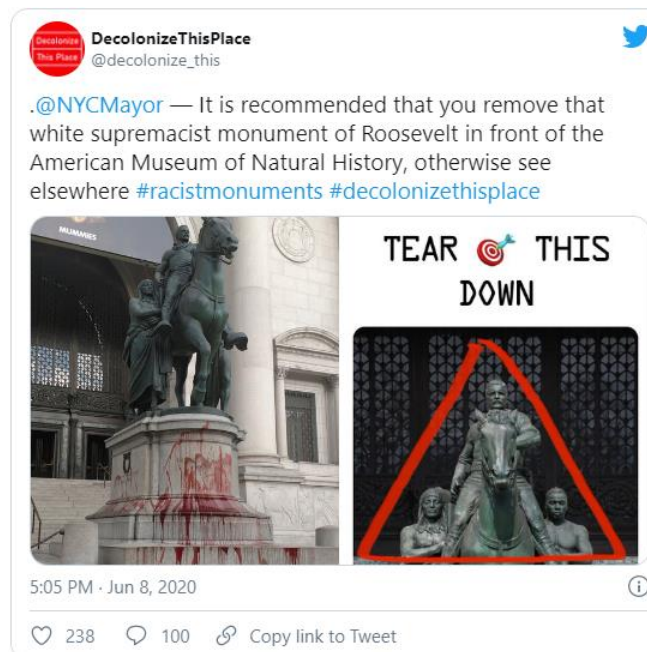 Decolonize
This Place
DecolonizeThisPlace
@decolonize_this
.@NYCMayor — It is recommended that you remove that
white supremacist monument of Roosevelt in front of the
American Museum of Natural History, otherwise see
elsewhere #racistmonuments #decolonizethisplace
MUMMIES
TEAR 🎯 THIS
DOWN
5:05 PM · Jun 8, 2020
238 100 Copy link to Tweet